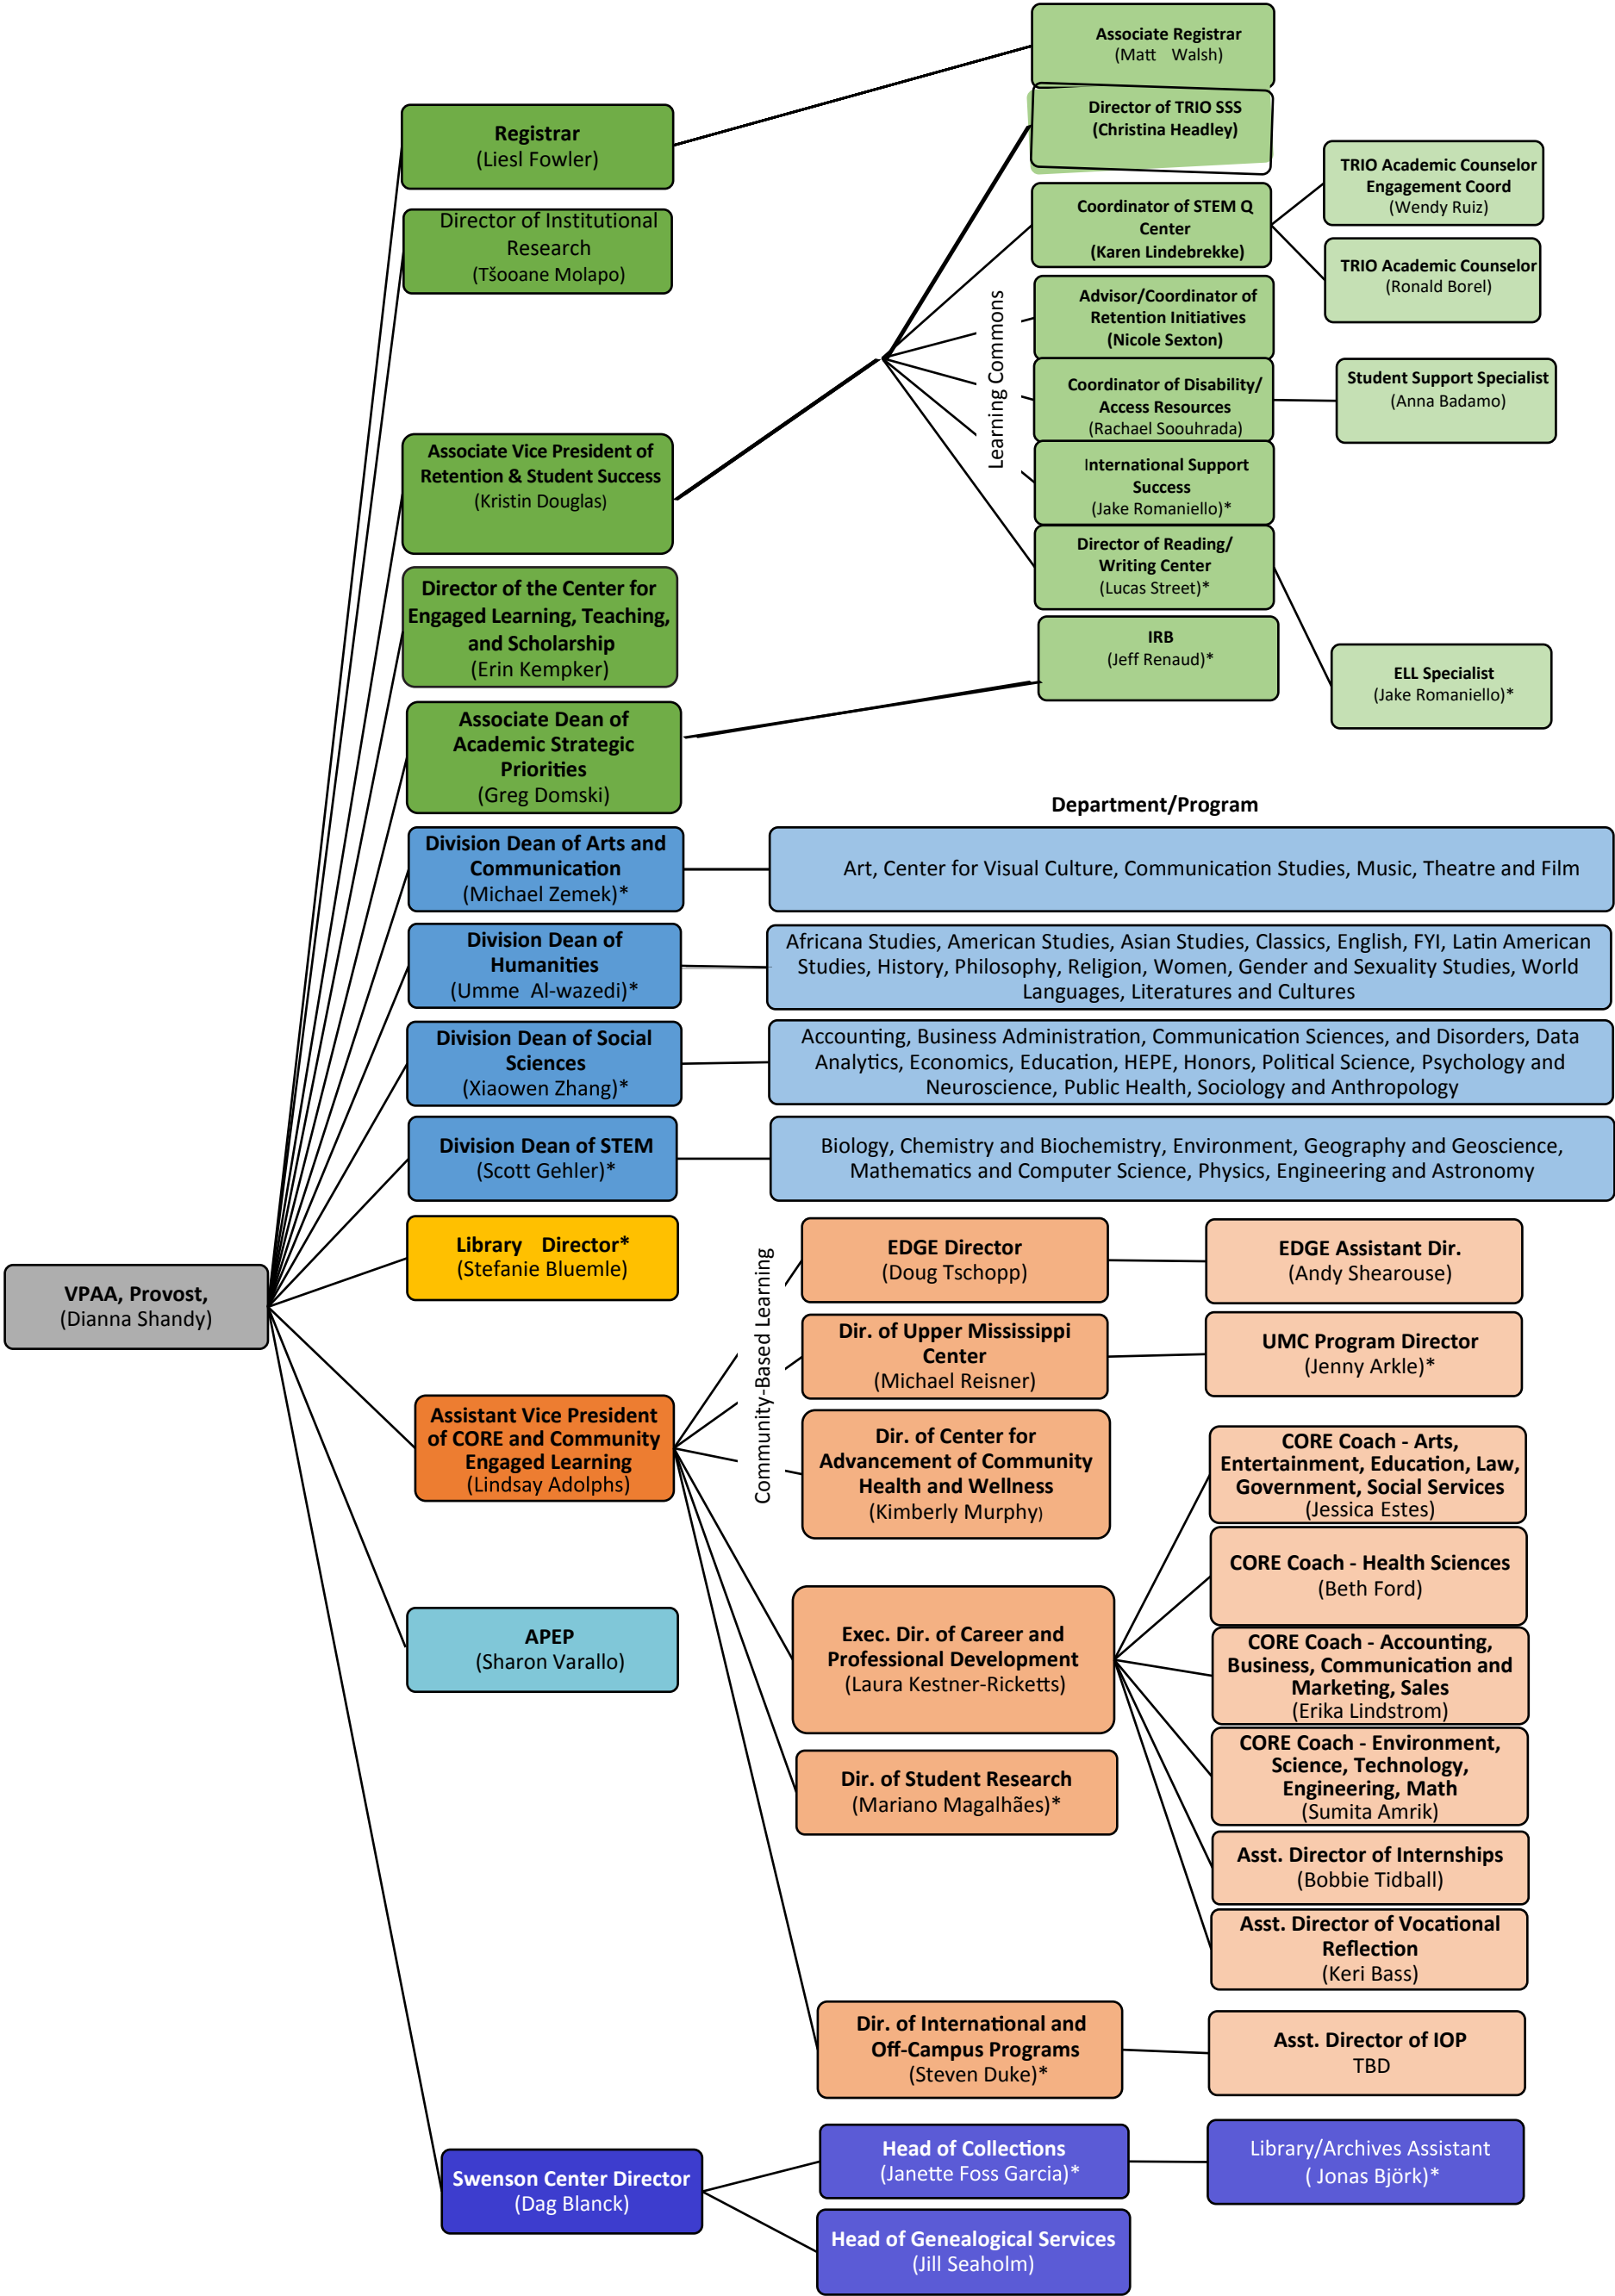 Associate Registrar
(Matt Walsh)
Director of TRIO SSS
(Christina Headley)
Registrar
(Liesl Fowler)
TRIO Academic Counselor
Engagement Coord
(Wendy Ruiz)
Coordinator of STEM Q
Center
(Karen Lindebrekke)
Director of Institutional
Research
(Tšooane Molapo)
TRIO Academic Counselor
(Ronald Borel)
Learning Commons
Advisor/Coordinator of
Retention Initiatives
(Nicole Sexton)
Coordinator of Disability/
Access Resources
(Rachael Soouhrada)
Student Support Specialist
(Anna Badamo)
Associate Vice President of
Retention & Student Success
(Kristin Douglas)
International Support
Success
(Jake Romaniello)*
Director of Reading/
Writing Center
(Lucas Street)*
Director of the Center for
Engaged Learning, Teaching,
and Scholarship
(Erin Kempker)
IRB
(Jeff Renaud)*
ELL Specialist
(Jake Romaniello)*
Associate Dean of
Academic Strategic
Priorities
(Greg Domski)
Department/Program
Division Dean of Arts and
Communication
(Michael Zemek)*
Art, Center for Visual Culture, Communication Studies, Music, Theatre and Film
Division Dean of
Humanities
(Umme Al-wazedi)*
Africana Studies, American Studies, Asian Studies, Classics, English, FYI, Latin American
Studies, History, Philosophy, Religion, Women, Gender and Sexuality Studies, World
Languages, Literatures and Cultures
Division Dean of Social
Sciences
(Xiaowen Zhang)*
Accounting, Business Administration, Communication Sciences, and Disorders, Data
Analytics, Economics, Education, HEPE, Honors, Political Science, Psychology and
Neuroscience, Public Health, Sociology and Anthropology
Division Dean of STEM
(Scott Gehler)*
Biology, Chemistry and Biochemistry, Environment, Geography and Geoscience,
Mathematics and Computer Science, Physics, Engineering and Astronomy
Library Director*
(Stefanie Bluemle)
VPAA, Provost,
(Dianna Shandy)
Community-Based Learning
EDGE Director
(Doug Tschopp)
EDGE Assistant Dir.
(Andy Shearouse)
Dir. of Upper Mississippi
Center
(Michael Reisner)
UMC Program Director
(Jenny Arkle)*
Assistant Vice President
of CORE and Community
Engaged Learning
(Lindsay Adolphs)
Dir. of Center for
Advancement of Community
Health and Wellness
(Kimberly Murphy)
CORE Coach - Arts,
Entertainment, Education, Law,
Government, Social Services
(Jessica Estes)
CORE Coach - Health Sciences
(Beth Ford)
APEP
(Sharon Varallo)
Exec. Dir. of Career and
Professional Development
(Laura Kestner-Ricketts)
CORE Coach - Accounting,
Business, Communication and
Marketing, Sales
(Erika Lindstrom)
CORE Coach - Environment,
Science, Technology,
Engineering, Math
(Sumita Amrik)
Dir. of Student Research
(Mariano Magalhães)*
Asst. Director of Internships
(Bobbie Tidball)
Asst. Director of Vocational
Reflection
(Keri Bass)
Dir. of International and
Off-Campus Programs
(Steven Duke)*
Asst. Director of IOP
TBD
Swenson Center Director
(Dag Blanck)
Head of Collections
(Janette Foss Garcia)*
Library/Archives Assistant
( Jonas Björk)*
Head of Genealogical Services
(Jill Seaholm)